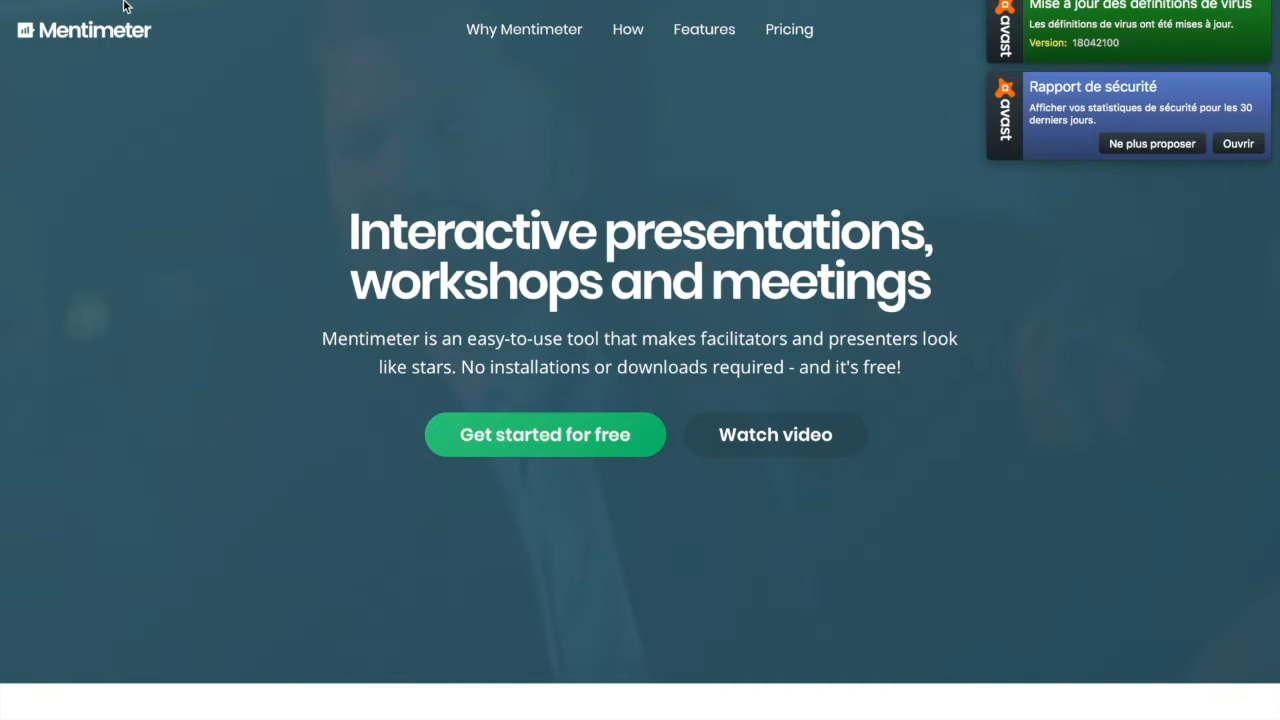 Mentimeter
Why Mentimeter
How
Features
Pricing
Mise à jour des définitions de virus
Les définitions de virus ont été mises à jour.
Version: 18042100
avast
Rapport de sécurité
Afficher vos statistiques de sécurité pour les 30
derniers jours.
Ne plus proposer
Ouvrir
avast
Interactive presentations,
workshops and meetings
Mentimeter is an easy-to-use tool that makes facilitators and presenters look
like stars. No installations or downloads required - and it's free!
Get started for free
Watch video